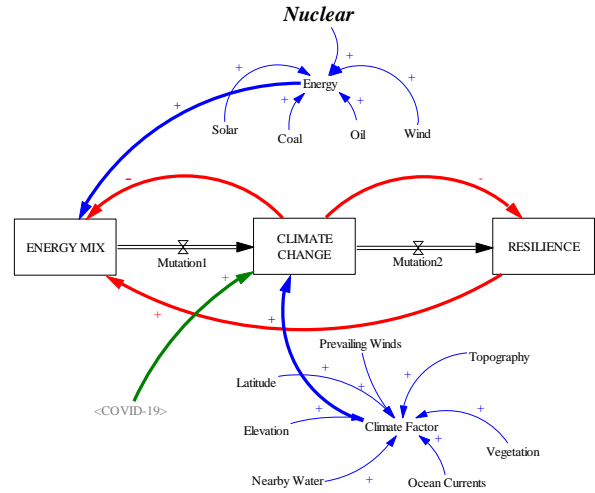 Nuclear
+
+ + +
Energy
+ + +
Solar
Coal
Oil
Wind
- -
ENERGY MIX
CLIMATE
CHANGE
RESILIENCE
Mutation1
Mutation2
+
+
+
Prevailing Winds
Topography
Latitude
+ + +
<COVID-19>
Elevation
+
+
Climate Factor
+
Vegetation
Nearby Water
+
Ocean Currents